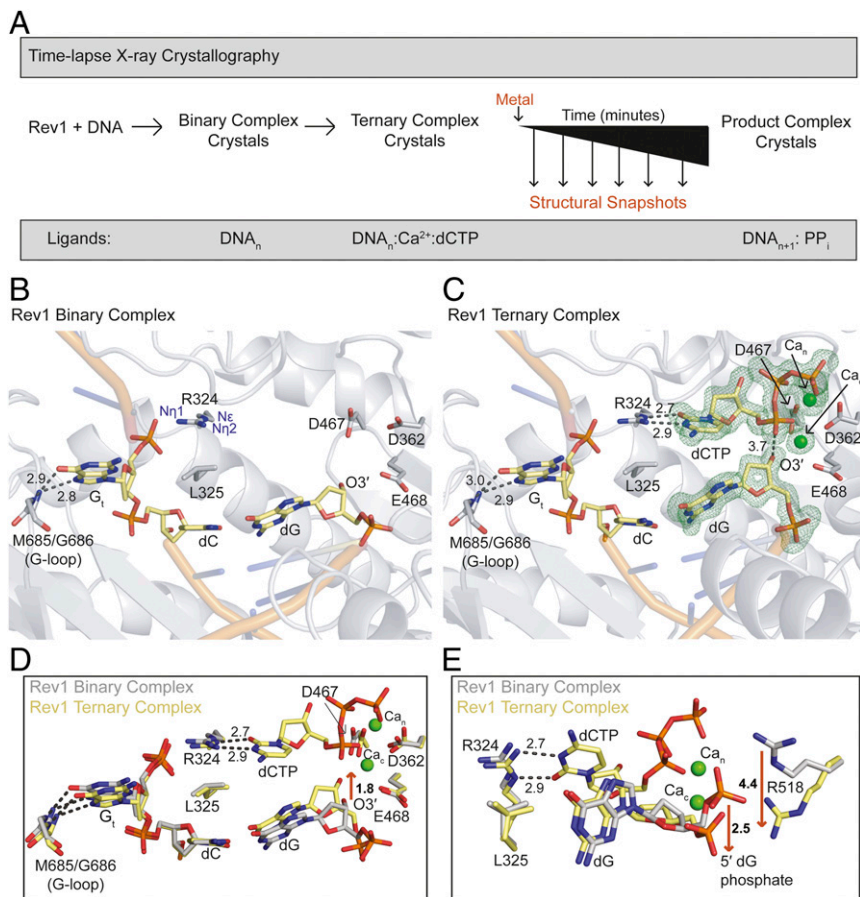 A
Time-lapse X-ray Crystallography
Metal
Time (minutes)
Rev1 + DNA
Binary Complex
Crystals
Ternary Complex
Crystals
Product Complex
Crystals
Structural Snapshots
Ligands:
DNAₙ
DNAₙ:Ca²⁺:dCTP
DNAₙ₊₁: PPᵢ
B
Rev1 Binary Complex
R324
Nη1
Nε
Nη2
D467
D362
L325
O3′
E468
2.9
2.8
Gₜ
dG
dC
M685/G686
(G-loop)
C
Rev1 Ternary Complex
Caₙ
D467
Ca
R324
2.7
2.9
D362
dCTP
3.7
L325
O3′
E468
3.0
2.9
Gₜ
dG
dC
M685/G686
(G-loop)
D
Rev1 Binary Complex
Rev1 Ternary Complex
D467
Caₙ
2.7
R324
2.9
dCTP
Ca꜀
D362
L325
1.8
O3′
E468
Gₜ
dG
dC
M685/G686
(G-loop)
E
Rev1 Binary Complex
Rev1 Ternary Complex
R324
2.7
Caₙ
4.4
R518
2.9
Ca꜀
2.5
L325
dG
5′ dG
phosphate